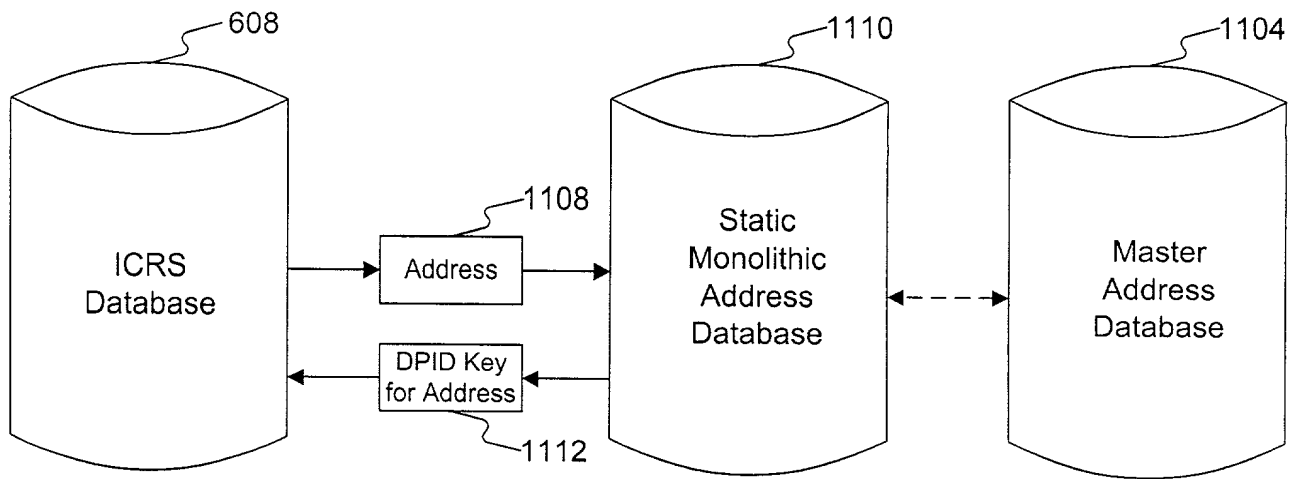 608
1110
1104
1108
ICRS
Database
Address
Static
Monolithic
Address
Database
Master
Address
Database
DPID Key
for Address
1112